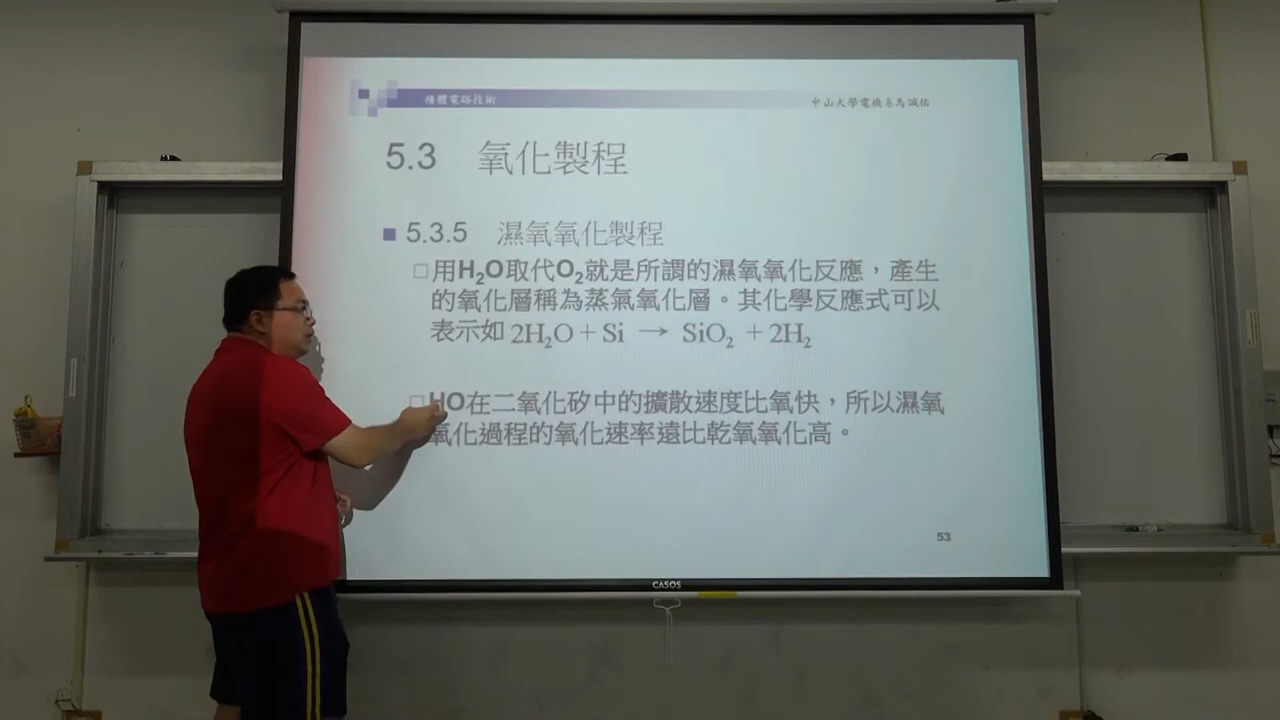 積體電路技術
中山大學電機系馬誠佑
5.3 氧化製程
■ 5.3.5 濕氧氧化製程
□用H₂O取代O₂就是所謂的濕氧氧化反應，產生
的氧化層稱為蒸氣氧化層。其化學反應式可以
表示如 2H₂O + Si → SiO₂ + 2H₂
□HO在二氧化矽中的擴散速度比氧快，所以濕氧
氧化過程的氧化速率遠比乾氧氧化高。
53
CASOS